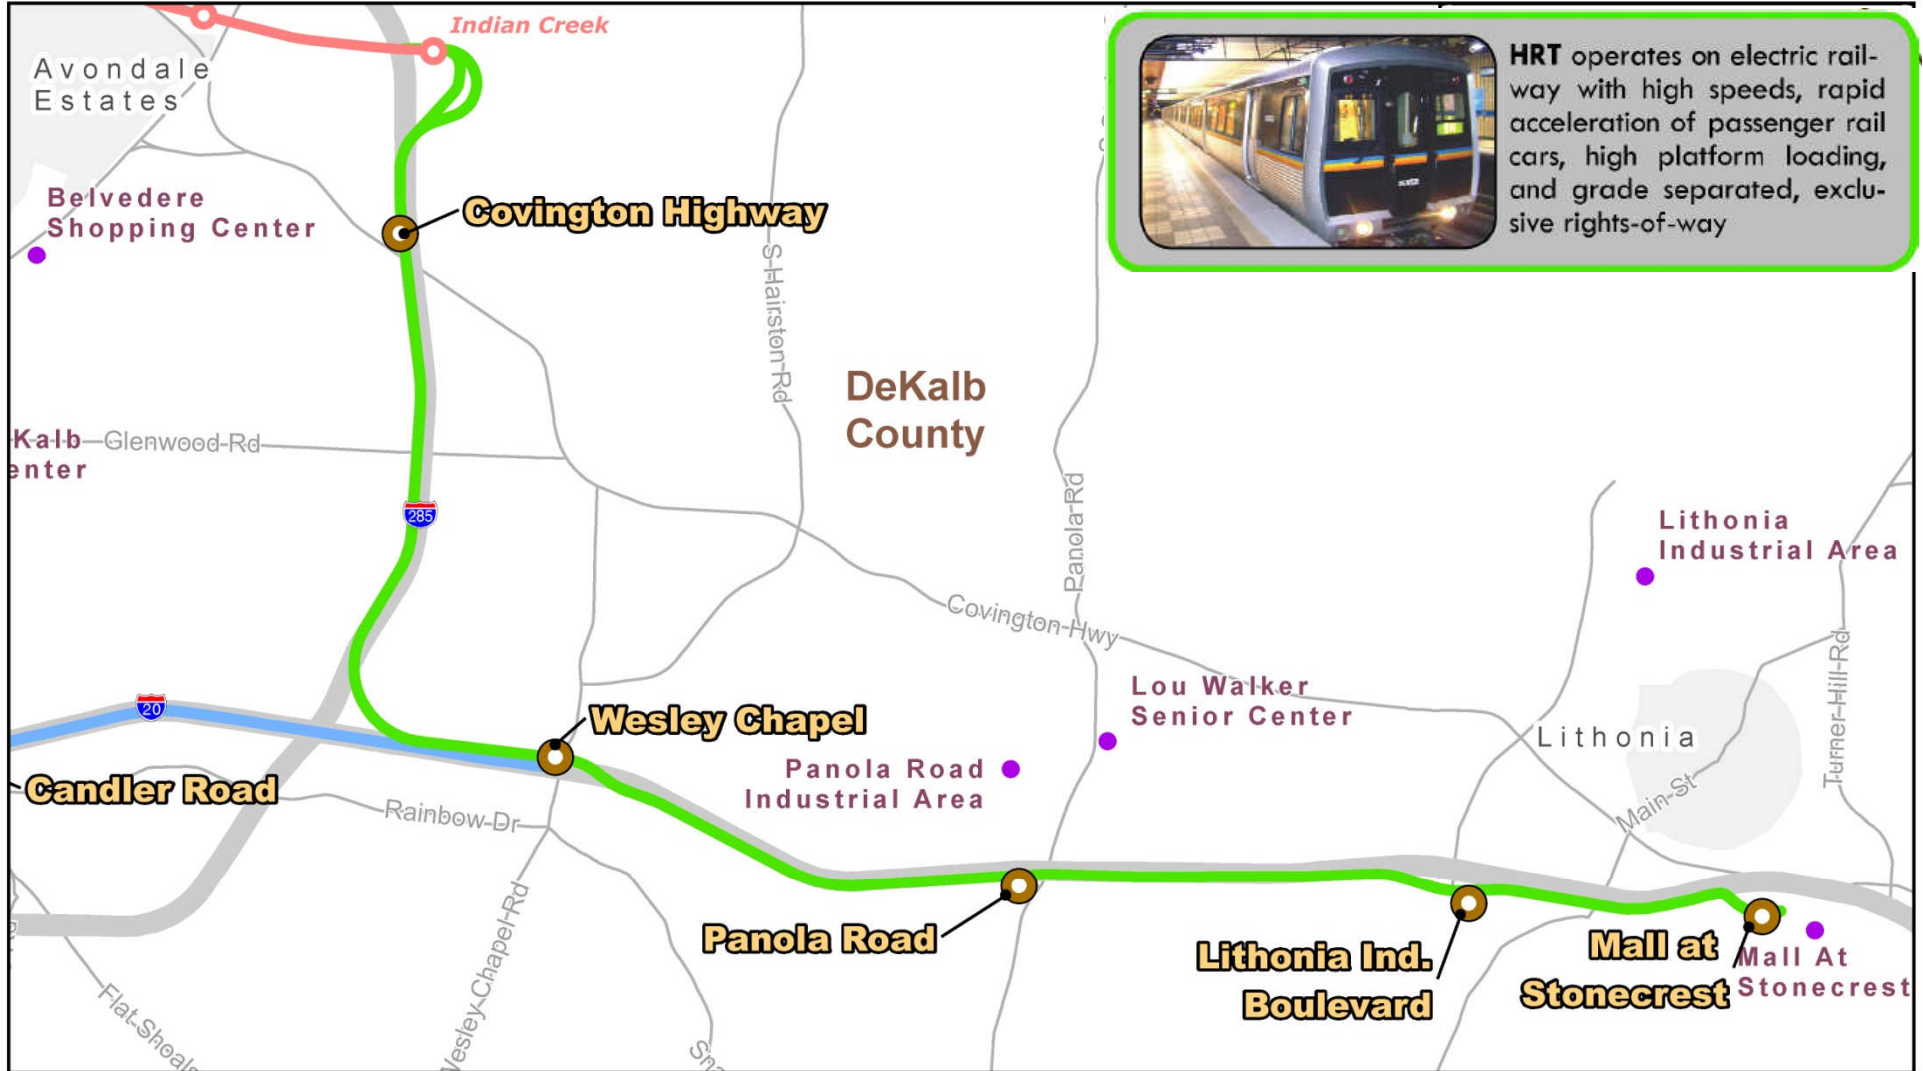 Indian Creek
Avondale
Estates
HRT operates on electric rail-
way with high speeds, rapid
acceleration of passenger rail
cars, high platform loading,
and grade separated, exclu-
sive rights-of-way
Belvedere
Shopping Center
Covington Highway
S Hairston Rd
DeKalb
County
Kalb
enter
Glenwood Rd
285
Panola Rd
Lithonia
Industrial Area
Covington Hwy
Turner Hill Rd
Lou Walker
Senior Center
20
Wesley Chapel
Lithonia
Panola Road
Industrial Area
Candler Road
Rainbow Dr
Main St
Wesley Chapel Rd
Panola Road
Lithonia Ind.
Boulevard
Mall at
Stonecrest
Mall At
Stonecrest
Flat Shoals
Sna